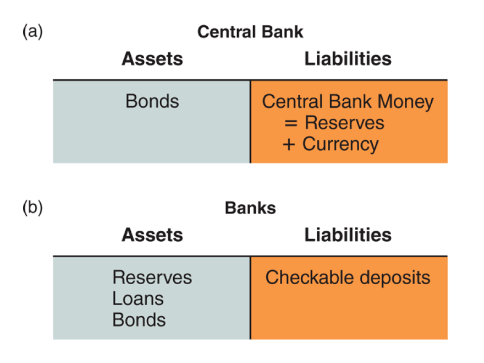 (a)
Central Bank
Assets Liabilities
Bonds Central Bank Money
= Reserves
+ Currency
(b)
Banks
Assets Liabilities
Reserves Checkable deposits
Loans
Bonds